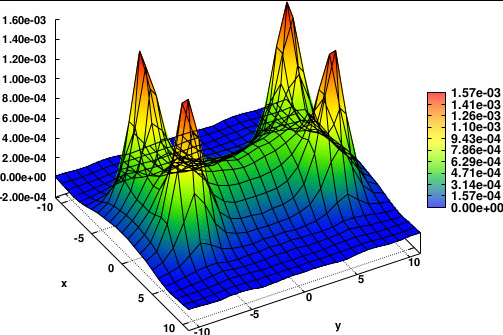 1.60e-03
1.40e-03
1.20e-03
1.00e-03
8.00e-04
6.00e-04
4.00e-04
2.00e-04
0.00e+00
-2.00e-04
-10
-5
0
5
10
x
-10
-5
0
5
10
y
1.57e-03
1.41e-03
1.26e-03
1.10e-03
9.43e-04
7.86e-04
6.29e-04
4.71e-04
3.14e-04
1.57e-04
0.00e+00